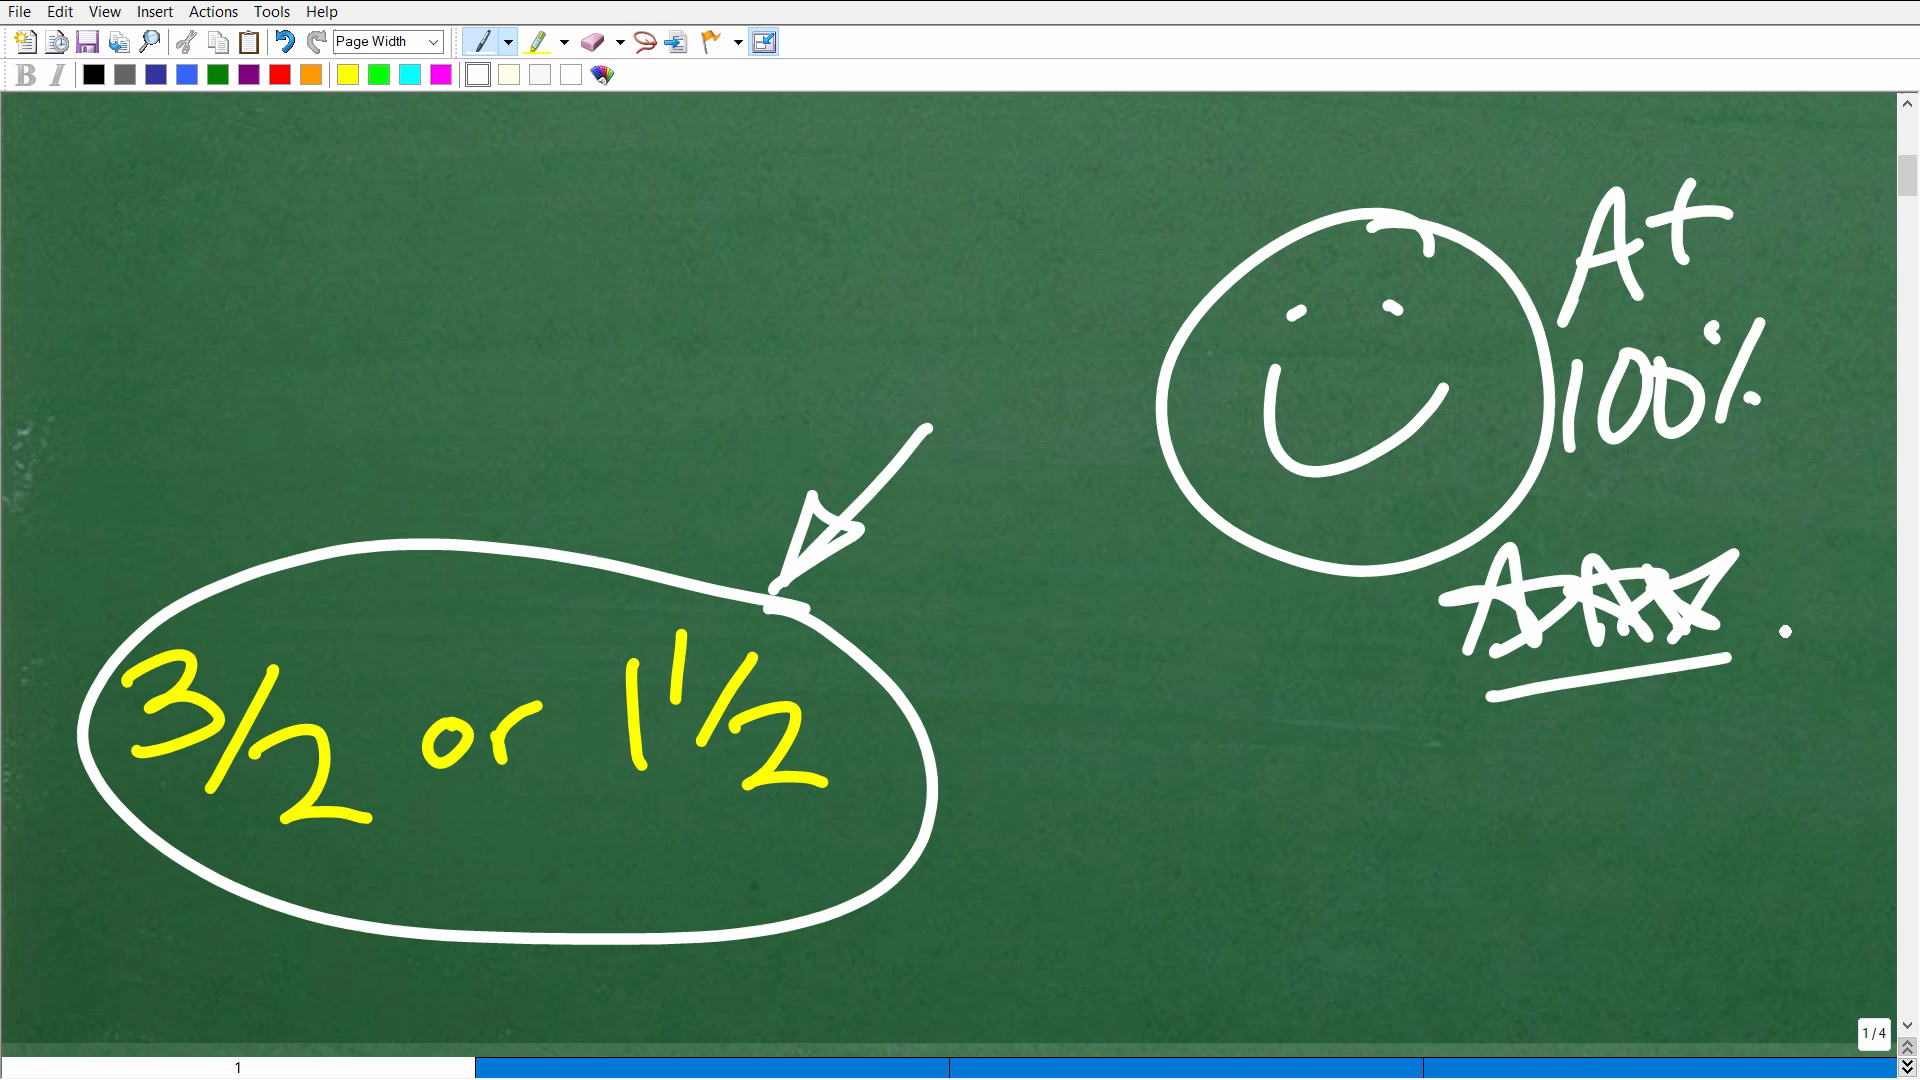 File Edit View Insert Actions Tools Help
Page Width
B I
A+
100%
3/2 or 1 1/2
1 / 4
1